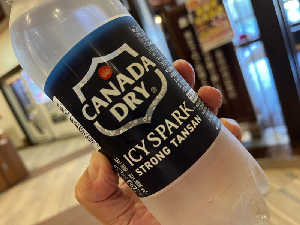 CANADA
DRY®
ICY SPARK
STRONG TANSAN